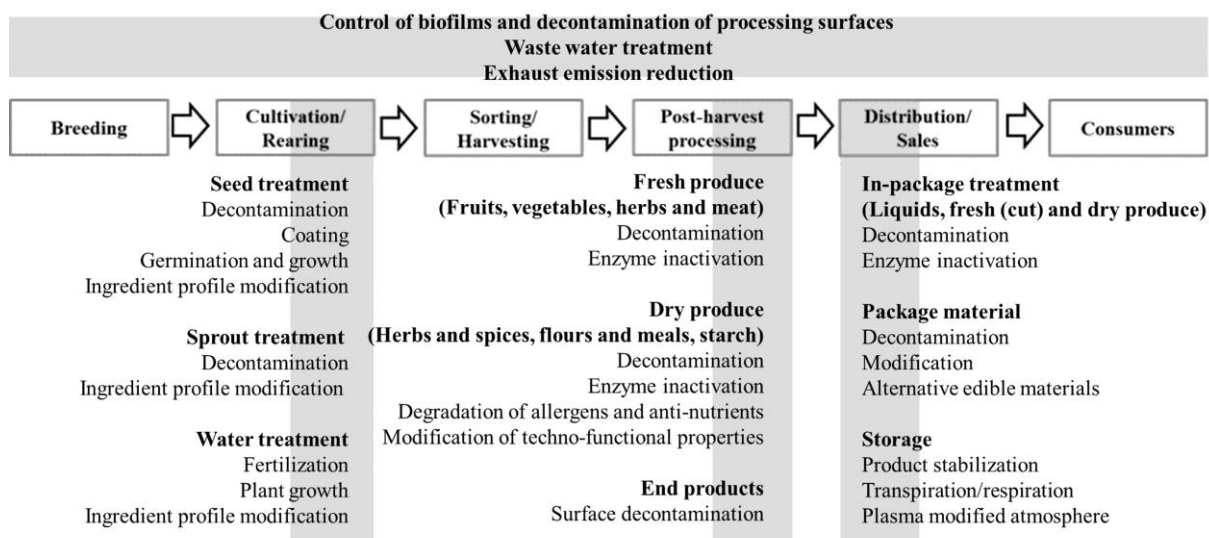 Control of biofilms and decontamination of processing surfaces
Waste water treatment
Exhaust emission reduction
Breeding
Cultivation/
Rearing
Sorting/
Harvesting
Post-harvest
processing
Distribution/
Sales
Consumers
Seed treatment
Decontamination
Coating
Germination and growth
Ingredient profile modification
Sprout treatment
Decontamination
Ingredient profile modification
Water treatment
Fertilization
Plant growth
Ingredient profile modification
Fresh produce
(Fruits, vegetables, herbs and meat)
Decontamination
Enzyme inactivation
Dry produce
(Herbs and spices, flours and meals, starch)
Decontamination
Enzyme inactivation
Degradation of allergens and anti-nutrients
Modification of techno-functional properties
End products
Surface decontamination
In-package treatment
(Liquids, fresh (cut) and dry produce)
Decontamination
Enzyme inactivation
Package material
Decontamination
Modification
Alternative edible materials
Storage
Product stabilization
Transpiration/respiration
Plasma modified atmosphere